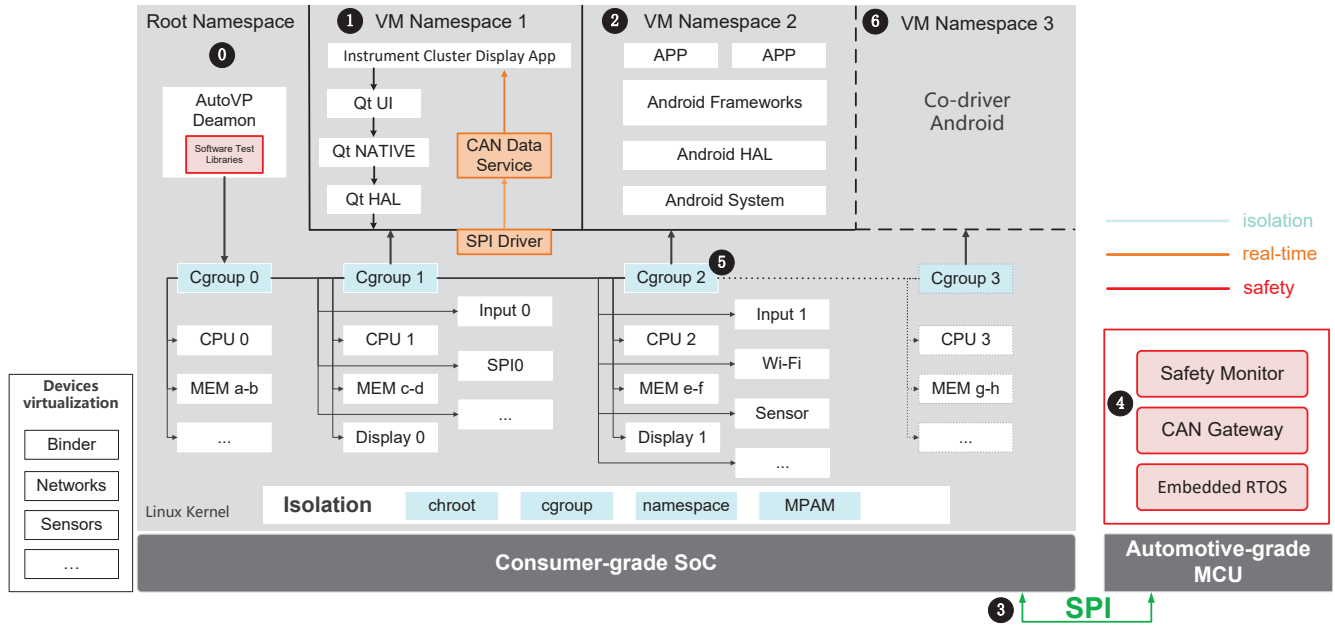 Root Namespace
0
AutoVP
Deamon
Software Test
Libraries
1
VM Namespace 1
Instrument Cluster Display App
Qt UI
Qt NATIVE
Qt HAL
CAN Data
Service
SPI Driver
2
VM Namespace 2
APP
APP
Android Frameworks
Android HAL
Android System
6
VM Namespace 3
Co-driver
Android
isolation
real-time
safety
Cgroup 0
CPU 0
MEM a-b
...
Cgroup 1
CPU 1
MEM c-d
Display 0
Input 0
SPI0
...
Cgroup 2
5
CPU 2
MEM e-f
Display 1
Input 1
Wi-Fi
Sensor
...
Cgroup 3
CPU 3
MEM g-h
...
Devices
virtualization
Binder
Networks
Sensors
...
Linux Kernel
Isolation
chroot
cgroup
namespace
MPAM
Consumer-grade SoC
4
Safety Monitor
CAN Gateway
Embedded RTOS
Automotive-grade
MCU
3
SPI